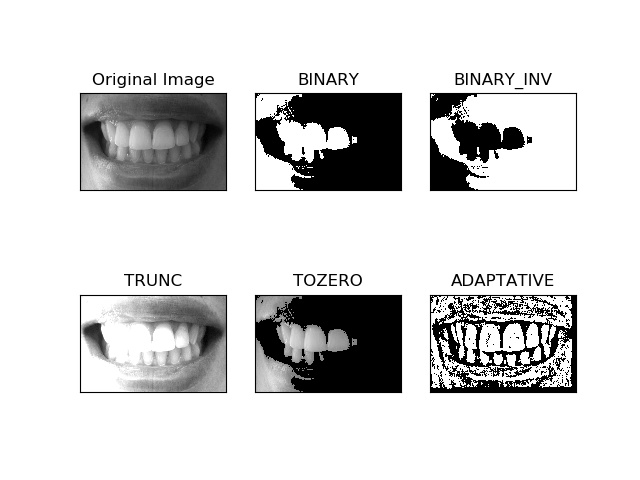 Original Image
BINARY
BINARY_INV
TRUNC
TOZERO
ADAPTATIVE